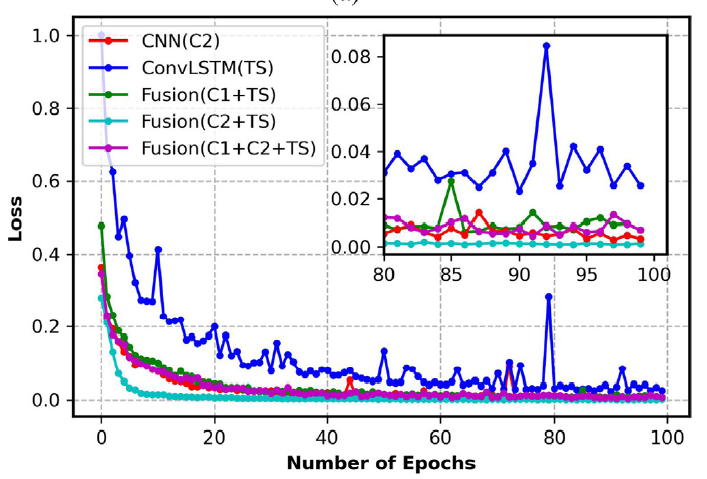 CNN(C2)
ConvLSTM(TS)
Fusion(C1+TS)
Fusion(C2+TS)
Fusion(C1+C2+TS)
1.0
0.8
0.6
0.4
0.2
0.0
Loss
0.08
0.06
0.04
0.02
0.00
80 85 90 95 100
0 20 40 60 80 100
Number of Epochs